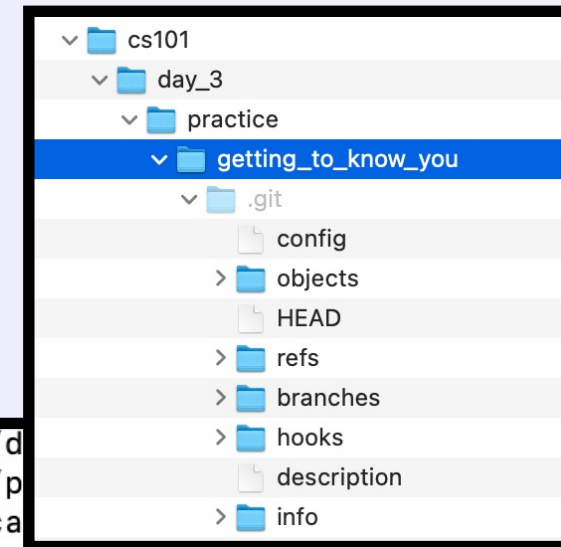 cs101
day_3
practice
getting_to_know_you
.git
config
objects
HEAD
refs
branches
hooks
description
info